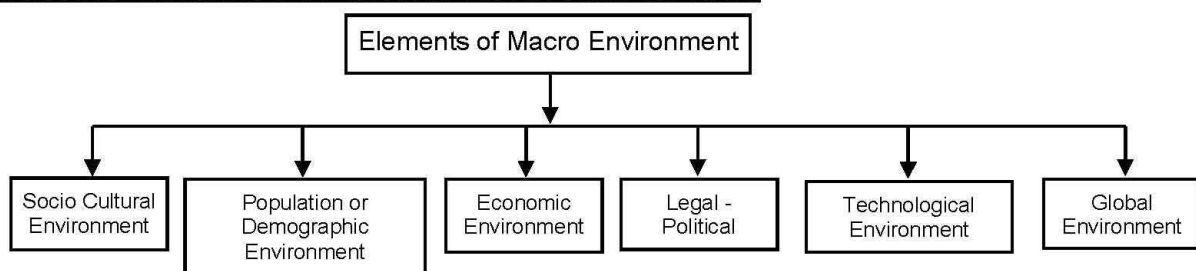 Elements of Macro Environment
Socio Cultural
Environment
Population or
Demographic
Environment
Economic
Environment
Legal -
Political
Technological
Environment
Global
Environment